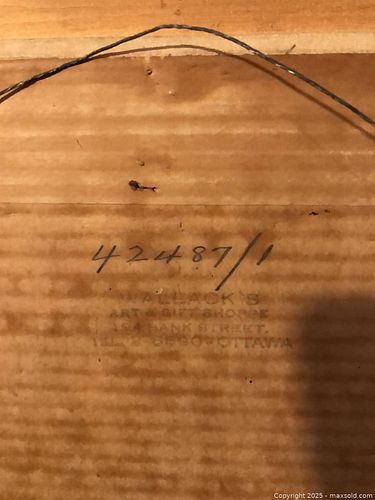 42487/1
WALLACK'S
ART & GIFT SHOPPE
194 BANK STREET.
OTTAWA
Copyright 2025 - maxsold.com